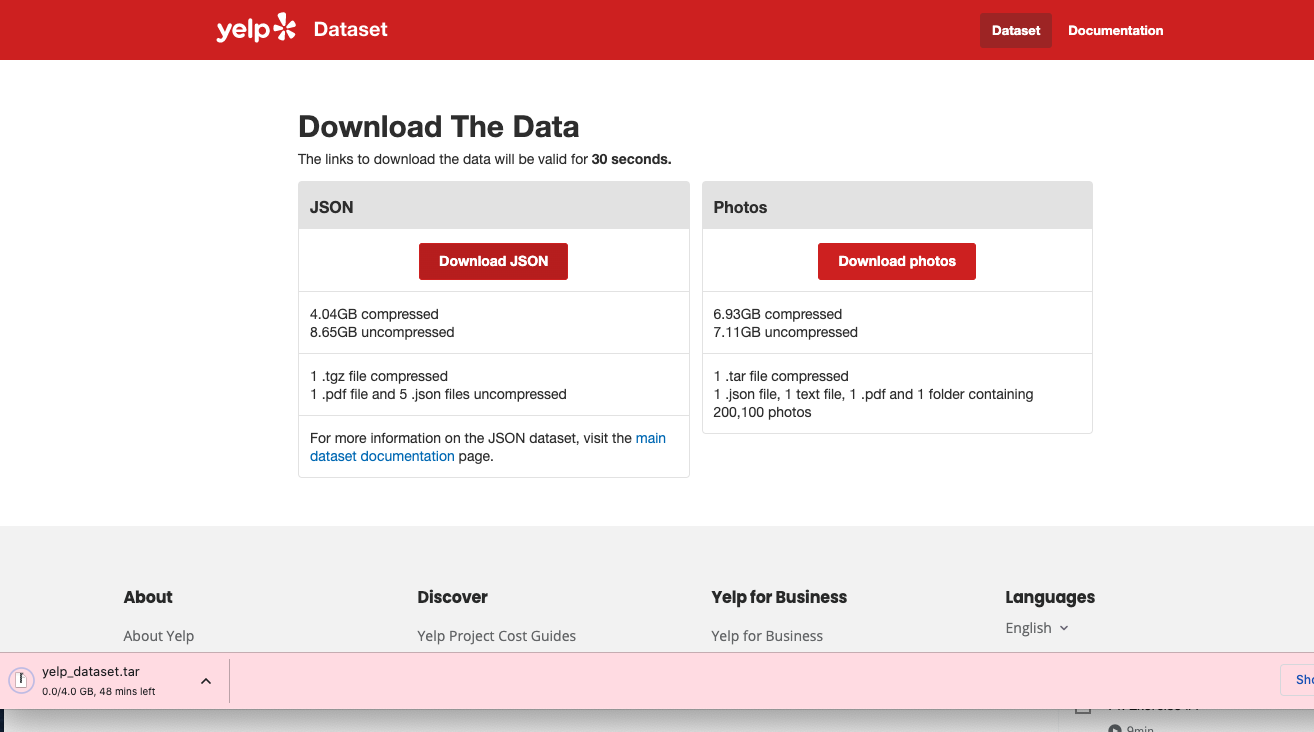 yelp Dataset
Dataset
Documentation
Download The Data
The links to download the data will be valid for 30 seconds.
JSON
Download JSON
4.04GB compressed
8.65GB uncompressed
1 .tgz file compressed
1 .pdf file and 5 .json files uncompressed
For more information on the JSON dataset, visit the main
dataset documentation page.
Photos
Download photos
6.93GB compressed
7.11GB uncompressed
1 .tar file compressed
1 .json file, 1 text file, 1 .pdf and 1 folder containing
200,100 photos
About
About Yelp
Discover
Yelp Project Cost Guides
Yelp for Business
Yelp for Business
Languages
English
yelp_dataset.tar
0.0/4.0 GB, 48 mins left
9min